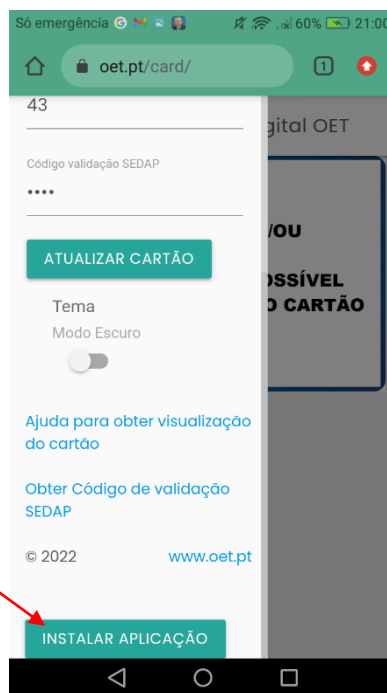 Só emergência 60% 21:00
oet.pt/card/ 1
43
gital OET
Código validação SEDAP
••••
/OU
ATUALIZAR CARTÃO
OSSÍVEL
Tema
O CARTÃO
Modo Escuro
Ajuda para obter visualização
do cartão
Obter Código de validação
SEDAP
© 2022 www.oet.pt
INSTALAR APLICAÇÃO